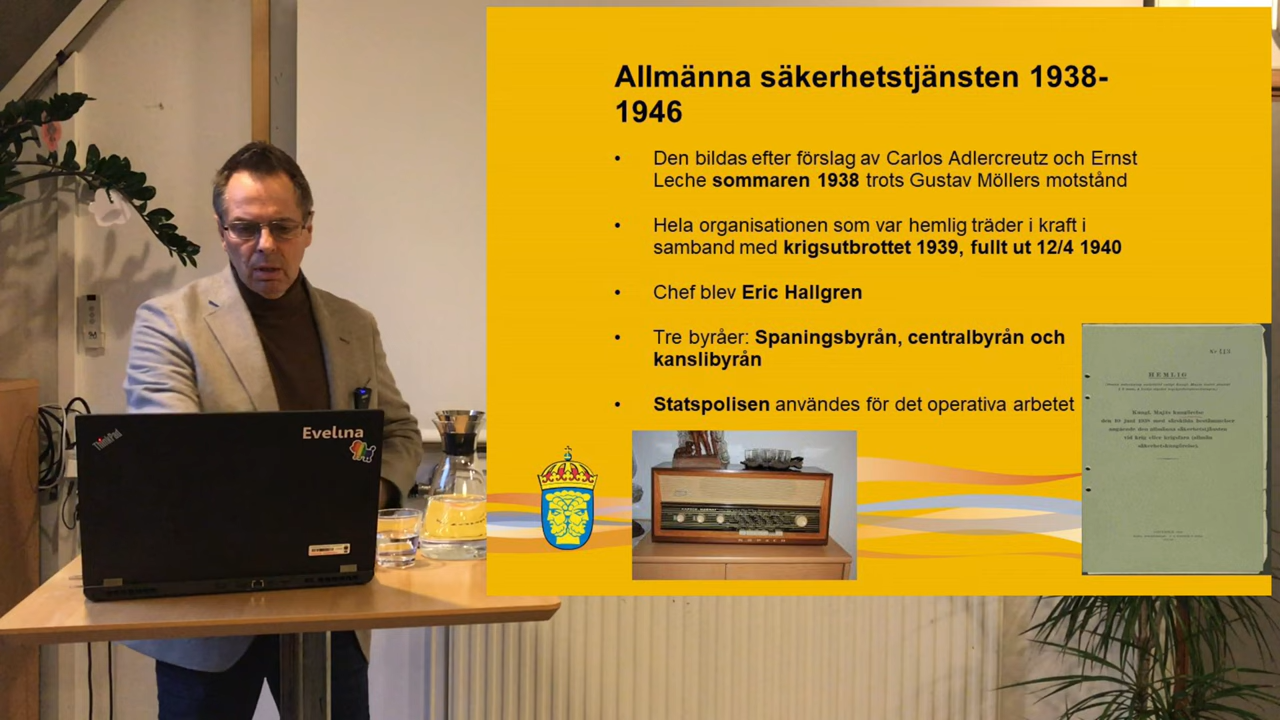 Allmänna säkerhetstjänsten 1938-
1946
• Den bildas efter förslag av Carlos Adlercreutz och Ernst
Leche sommaren 1938 trots Gustav Möllers motstånd
• Hela organisationen som var hemlig träder i kraft i
samband med krigsutbrottet 1939, fullt ut 12/4 1940
• Chef blev Eric Hallgren
• Tre byråer: Spaningsbyrån, centralbyrån och
kanslibyrån
• Statspolisen användes för det operativa arbetet
HEMLIG
ThinkPad
Evelina